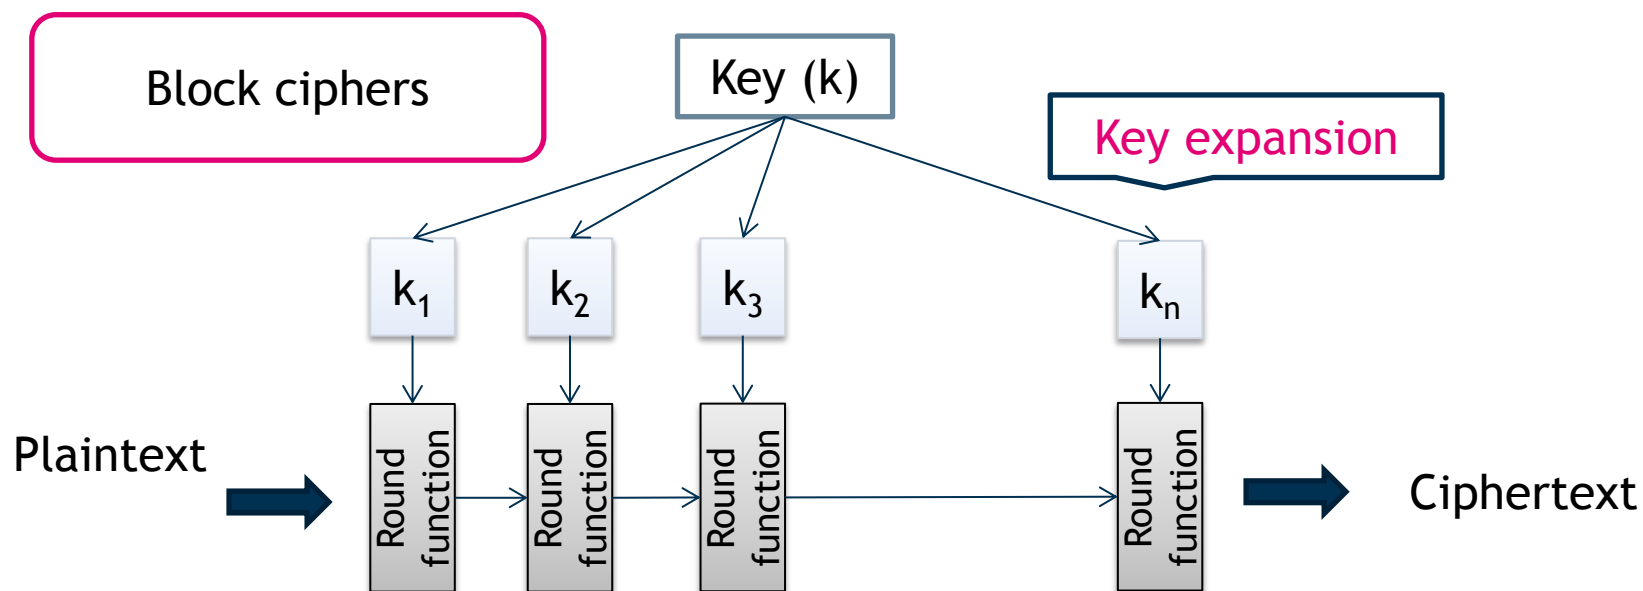 Block ciphers
Key (k)
Key expansion
k₁
k₂
k₃
kₙ
Plaintext
Round
function
Round
function
Round
function
Round
function
Ciphertext